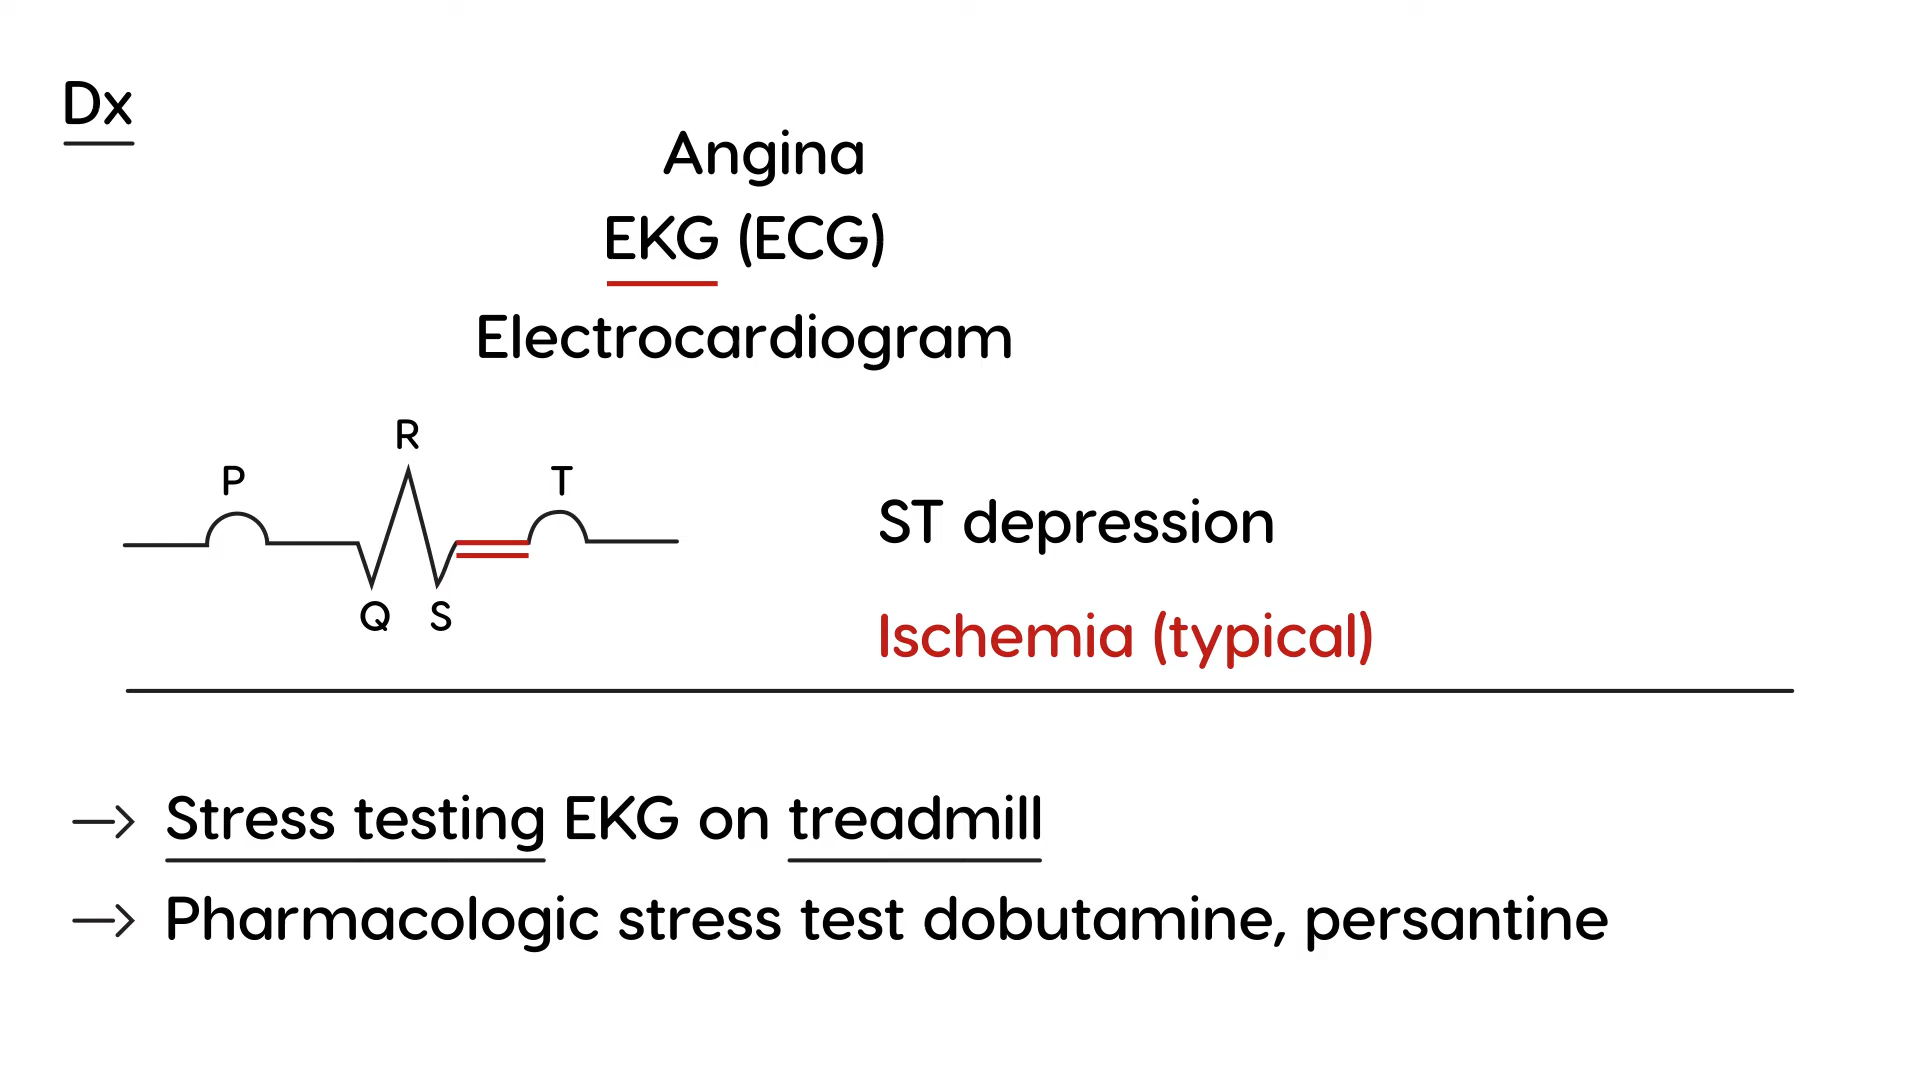 Dx
Angina
EKG (ECG)
Electrocardiogram
R
P
T
Q
S
ST depression
Ischemia (typical)
Stress testing EKG on treadmill
Pharmacologic stress test dobutamine, persantine